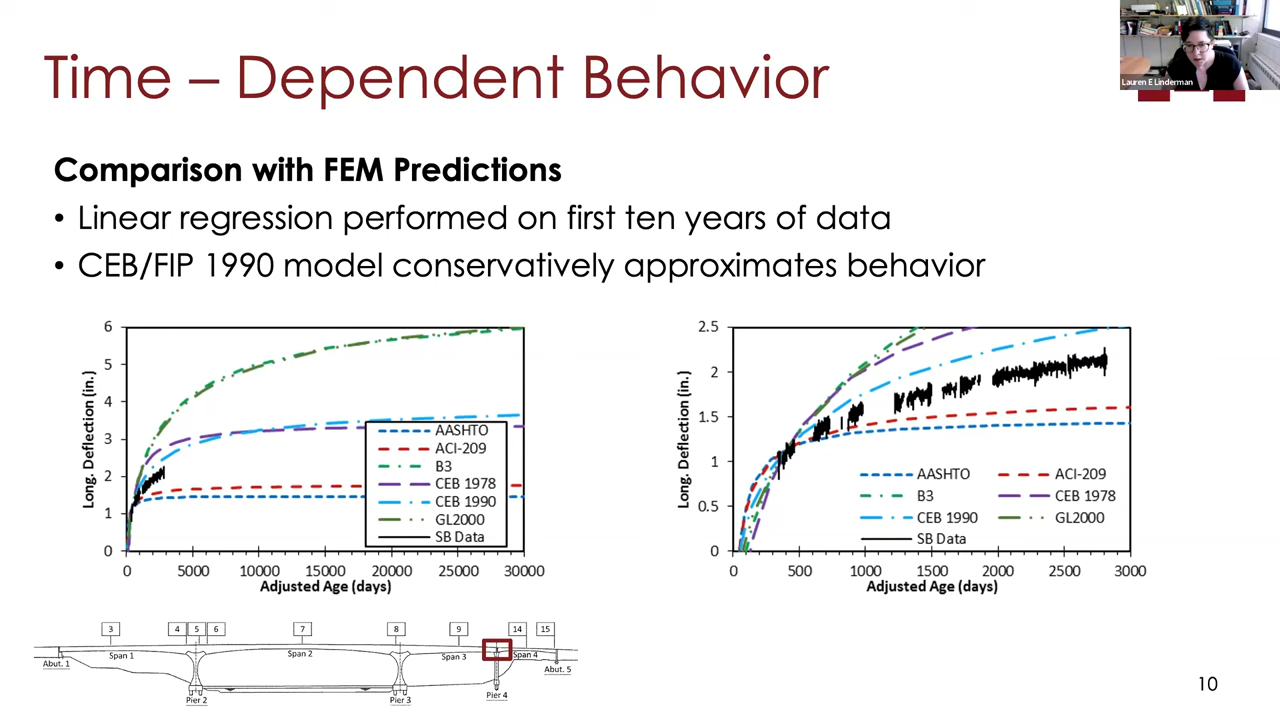 Lauren E Linderman
Time – Dependent Behavior
Comparison with FEM Predictions
• Linear regression performed on first ten years of data
• CEB/FIP 1990 model conservatively approximates behavior
6
5
4
3
2
1
0
Long. Deflection (in.)
0 5000 10000 15000 20000 25000 30000
Adjusted Age (days)
AASHTO
ACI-209
B3
CEB 1978
CEB 1990
GL2000
SB Data
2.5
2
1.5
1
0.5
0
Long. Deflection (in.)
0 500 1000 1500 2000 2500 3000
Adjusted Age (days)
AASHTO ACI-209
B3 CEB 1978
CEB 1990 GL2000
SB Data
3 4 5 6 7 8 9 14 15
Span 1 Span 2 Span 3 Span 4
Abut. 1 Abut. 5
Pier 2 Pier 3 Pier 4
10